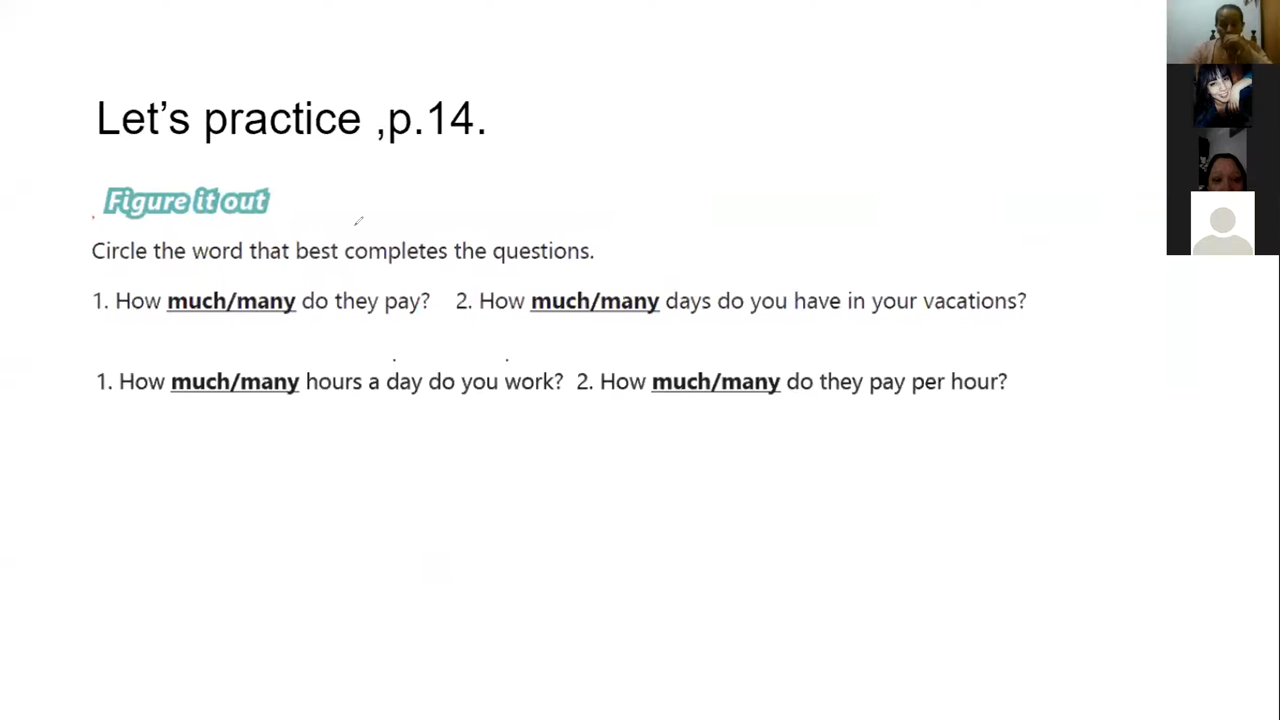 Let's practice ,p.14.
Figure it out
Circle the word that best completes the questions.
1. How much/many do they pay? 2. How much/many days do you have in your vacations?
1. How much/many hours a day do you work? 2. How much/many do they pay per hour?